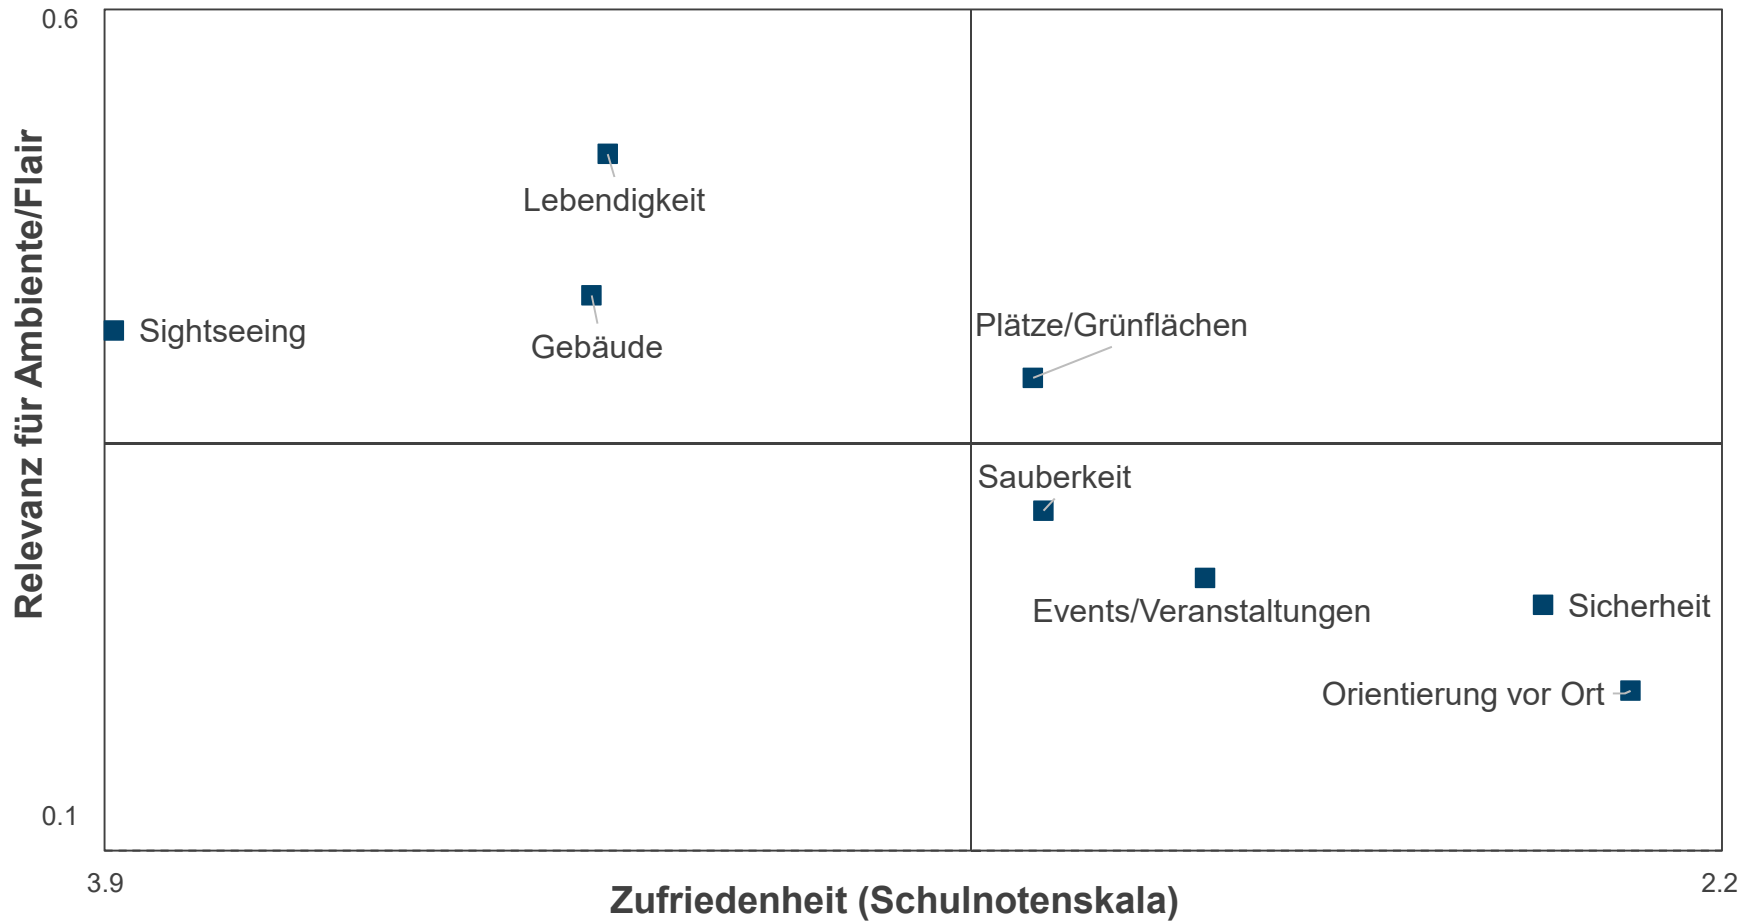 0.6
Relevanz für Ambiente/Flair
Lebendigkeit
Sightseeing
Gebäude
Plätze/Grünflächen
Sauberkeit
Events/Veranstaltungen
Sicherheit
Orientierung vor Ort
0.1
3.9
Zufriedenheit (Schulnotenskala)
2.2